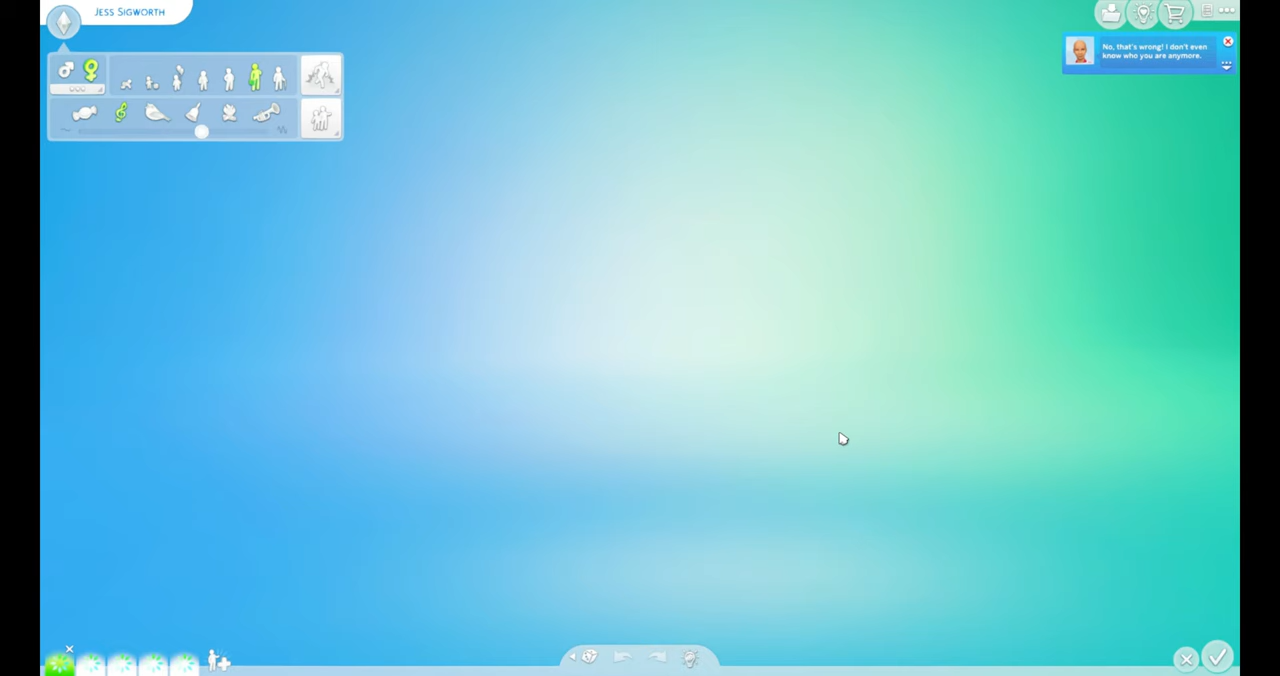 Jess Sigworth
No, that's wrong! I don't even
know who you are anymore.